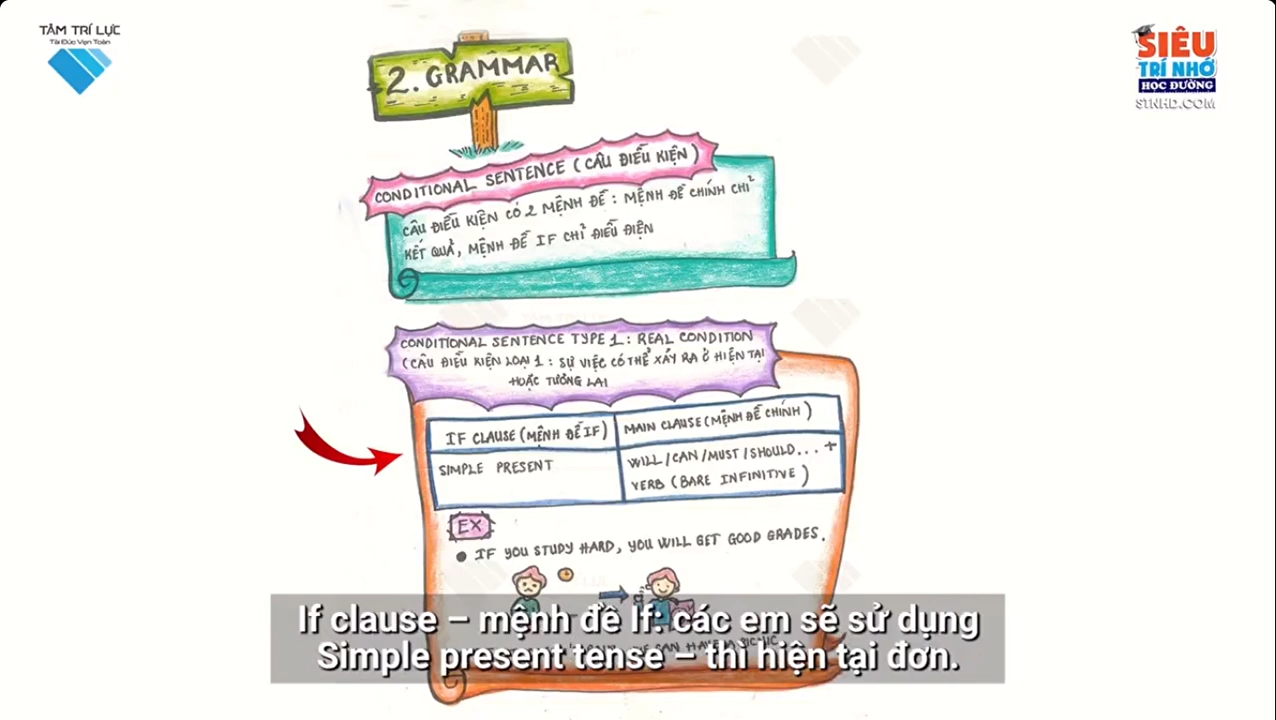 TÂM TRÍ LỰC
Tài Đức Vẹn Toàn
SIÊU
TRÍ NHỚ
HỌC ĐƯỜNG
STNHD.COM
2. GRAMMAR
CONDITIONAL SENTENCE (CÂU ĐIỀU KIỆN)
CÂU ĐIỀU KIỆN CÓ 2 MỆNH ĐỀ : MỆNH ĐỀ CHÍNH CHỈ
KẾT QUẢ, MỆNH ĐỀ IF CHỈ ĐIỀU ĐIỆN
CONDITIONAL SENTENCE TYPE 1 : REAL CONDITION
(CÂU ĐIỀU KIỆN LOẠI 1 : SỰ VIỆC CÓ THỂ XẢY RA Ở HIỆN TẠI
HOẶC TƯƠNG LAI
IF CLAUSE (MỆNH ĐỀ IF)
MAIN CLAUSE (MỆNH ĐỀ CHÍNH)
SIMPLE PRESENT
WILL / CAN / MUST / SHOULD... +
VERB (BARE INFINITIVE)
EX
● IF YOU STUDY HARD, YOU WILL GET GOOD GRADES.
If clause – mệnh đề If: các em sẽ sử dụng
Simple present tense – thì hiện tại đơn.